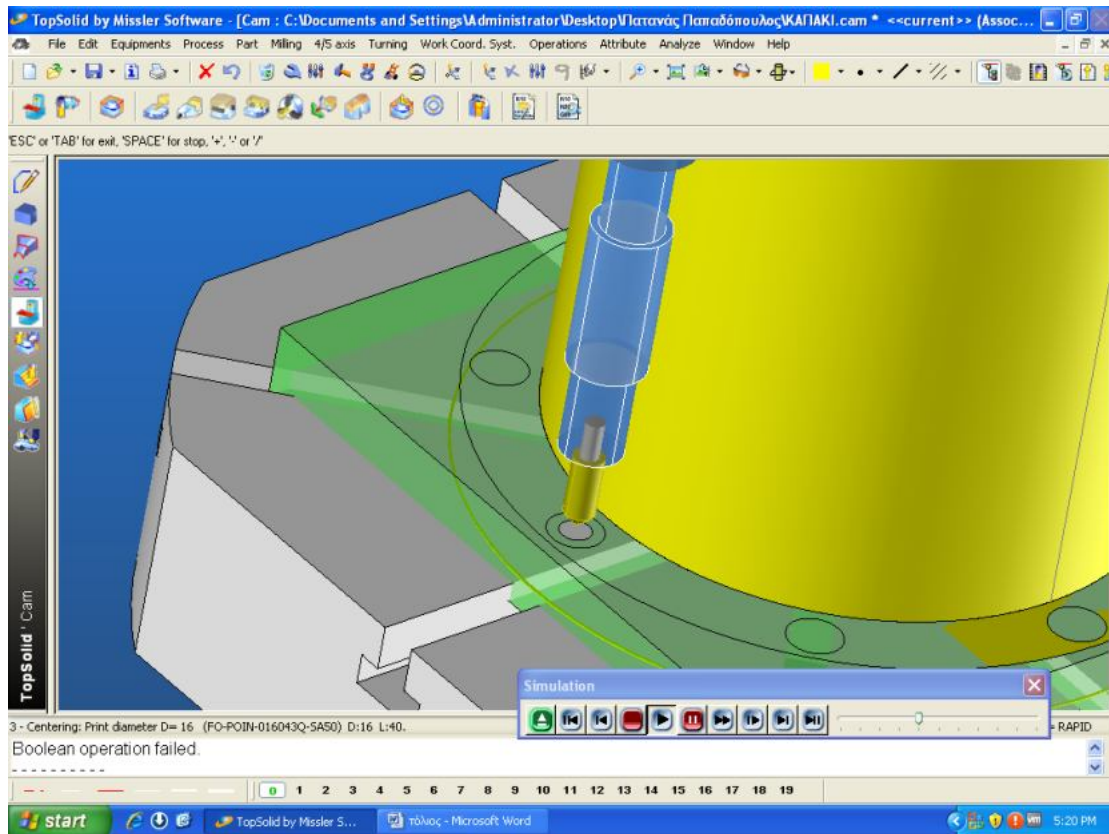 TopSolid by Missler Software - [Cam : C:\Documents and Settings\Administrator\Desktop\Πατανάς Παπαδόπουλος\ΚΑΠΑΚΙ.cam * <<current>> (Assoc...
File Edit Equipments Process Part Milling 4/5 axis Turning Work Coord. Syst. Operations Attribute Analyze Window Help
'ESC' or 'TAB' for exit, 'SPACE' for stop, '+', '-' or '/'
TopSolid'Cam
Simulation
3 - Centering: Print diameter D= 16 (FO-POIN-016043Q-SA50) D:16 L:40.
= RAPID
Boolean operation failed.
----------
0 1 2 3 4 5 6 7 8 9 10 11 12 13 14 15 16 17 18 19
start
TopSolid by Missler S...
τόλιος - Microsoft Word
5:20 PM